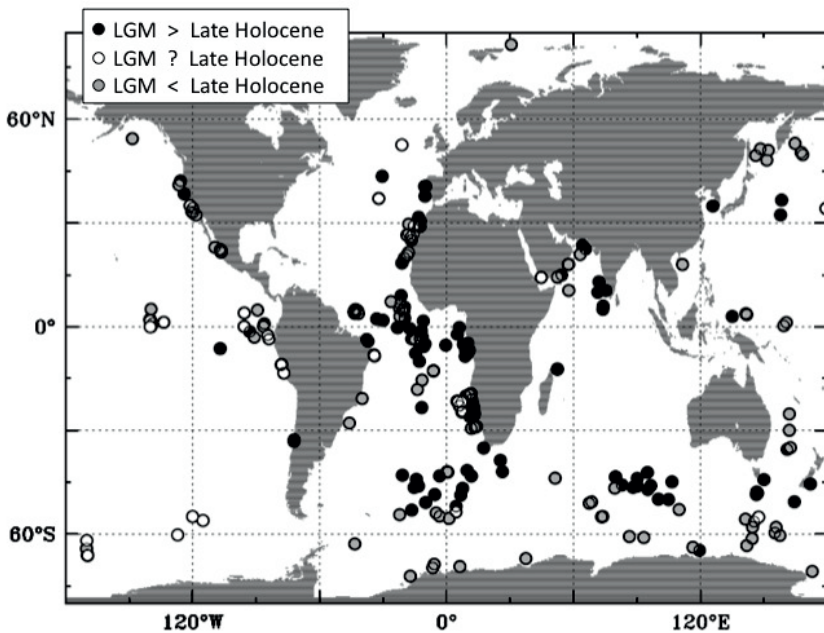 LGM > Late Holocene
LGM ? Late Holocene
LGM < Late Holocene
60°N
0°
60°S
120°W
0°
120°E